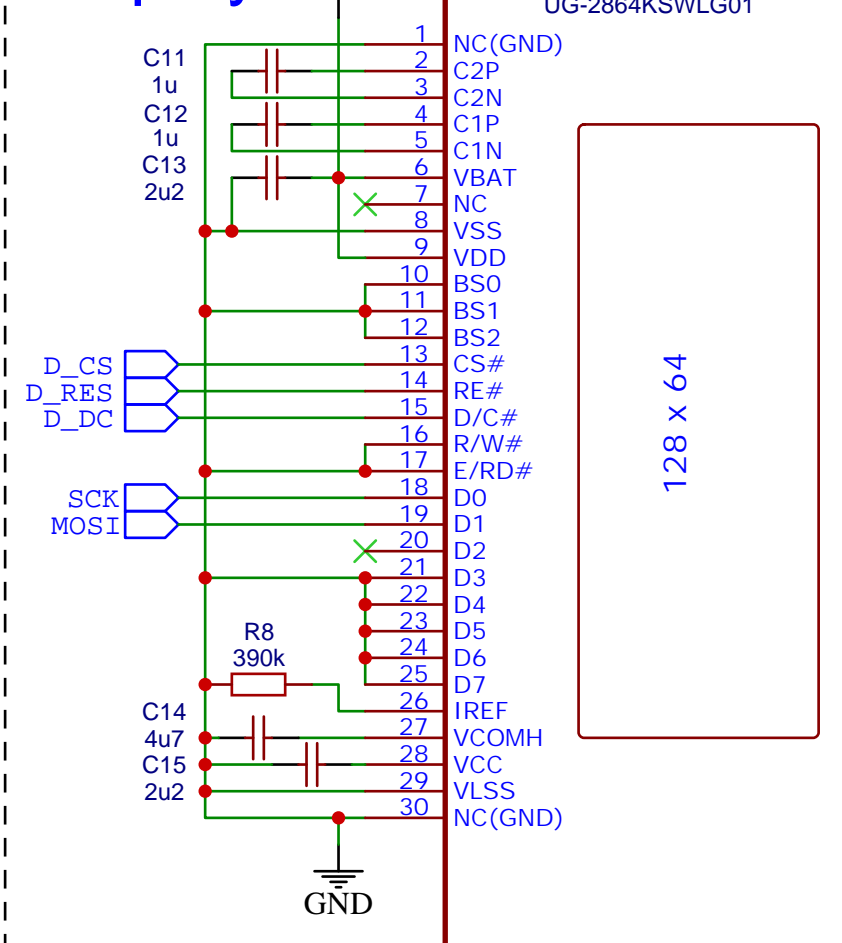 UG-2864KSWLG01
1 NC(GND)
C11
2 C2P
1u
3 C2N
C12
4 C1P
1u
5 C1N
C13
6 VBAT
2u2
7 NC
8 VSS
9 VDD
10 BS0
11 BS1
12 BS2
D_CS 13 CS#
D_RES 14 RE#
D_DC 15 D/C#
16 R/W#
17 E/RD#
SCK 18 D0
MOSI 19 D1
20 D2
21 D3
22 D4
23 D5
R8
24 D6
390k
25 D7
26 IREF
C14
27 VCOMH
4u7
28 VCC
C15
29 VLSS
2u2
30 NC(GND)
GND
128 x 64